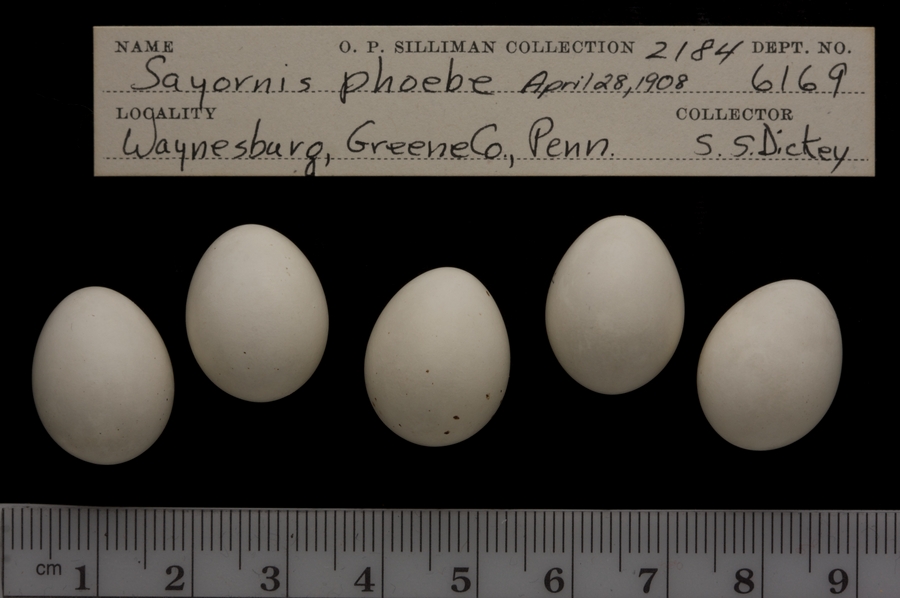 NAME O. P. SILLIMAN COLLECTION 2184 DEPT. NO.
Sayornis phoebe April 28, 1908 6169
LOCALITY COLLECTOR
Waynesburg, Greene Co., Penn. S. S. Dickey
cm 1 2 3 4 5 6 7 8 9